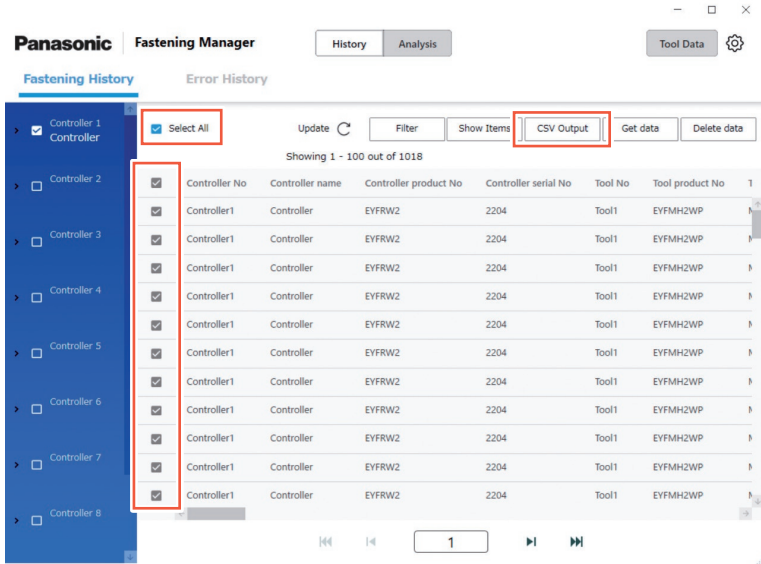 Panasonic Fastening Manager History Analysis Tool Data
Fastening History Error History
Controller 1
Controller
Select All Update Filter Show Items CSV Output Get data Delete data
Showing 1 - 100 out of 1018
Controller 2
Controller 3
Controller 4
Controller 5
Controller 6
Controller 7
Controller 8
Controller No Controller name Controller product No Controller serial No Tool No Tool product No
Controller1 Controller EYFRW2 2204 Tool1 EYFMH2WP
Controller1 Controller EYFRW2 2204 Tool1 EYFMH2WP
Controller1 Controller EYFRW2 2204 Tool1 EYFMH2WP
Controller1 Controller EYFRW2 2204 Tool1 EYFMH2WP
Controller1 Controller EYFRW2 2204 Tool1 EYFMH2WP
Controller1 Controller EYFRW2 2204 Tool1 EYFMH2WP
Controller1 Controller EYFRW2 2204 Tool1 EYFMH2WP
Controller1 Controller EYFRW2 2204 Tool1 EYFMH2WP
Controller1 Controller EYFRW2 2204 Tool1 EYFMH2WP
Controller1 Controller EYFRW2 2204 Tool1 EYFMH2WP
Controller1 Controller EYFRW2 2204 Tool1 EYFMH2WP
1